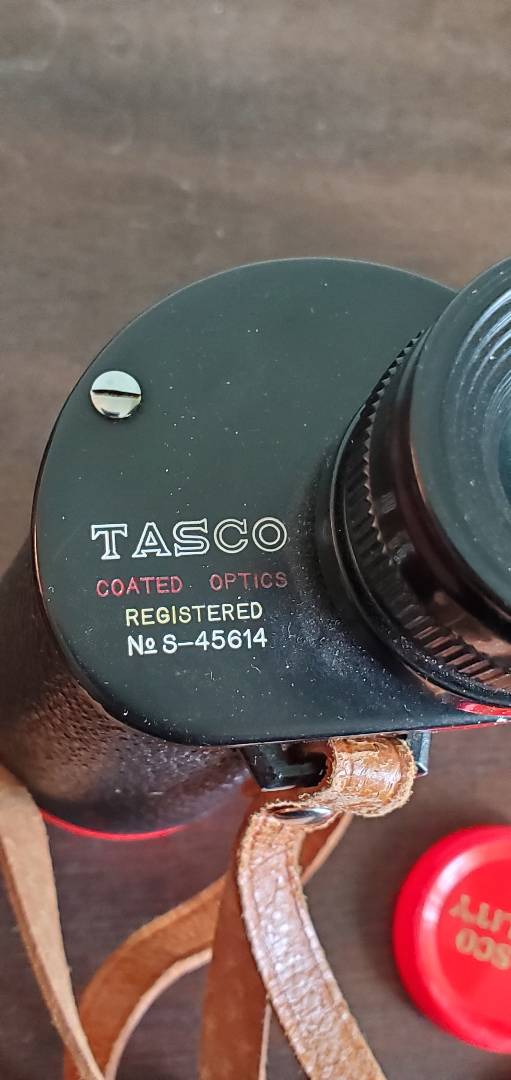 TASCO
COATED OPTICS
REGISTERED
№ S-45614